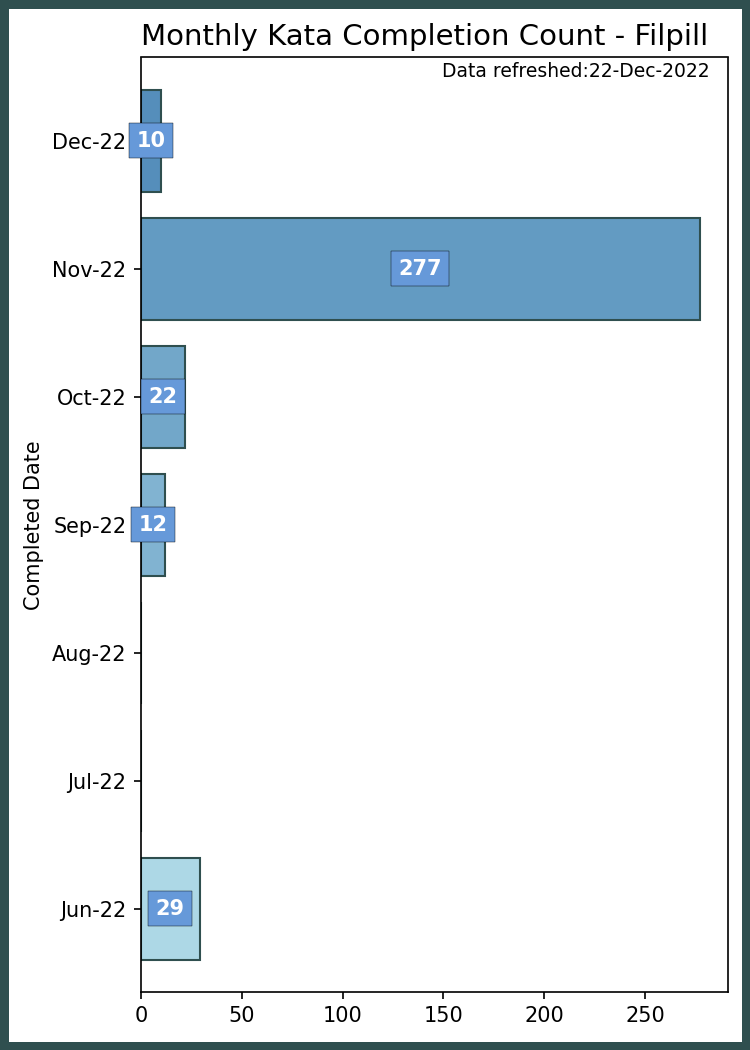 Monthly Kata Completion Count - Filpill
Data refreshed:22-Dec-2022
Completed Date
Dec-22 10
Nov-22 277
Oct-22 22
Sep-22 12
Aug-22
Jul-22
Jun-22 29
0 50 100 150 200 250